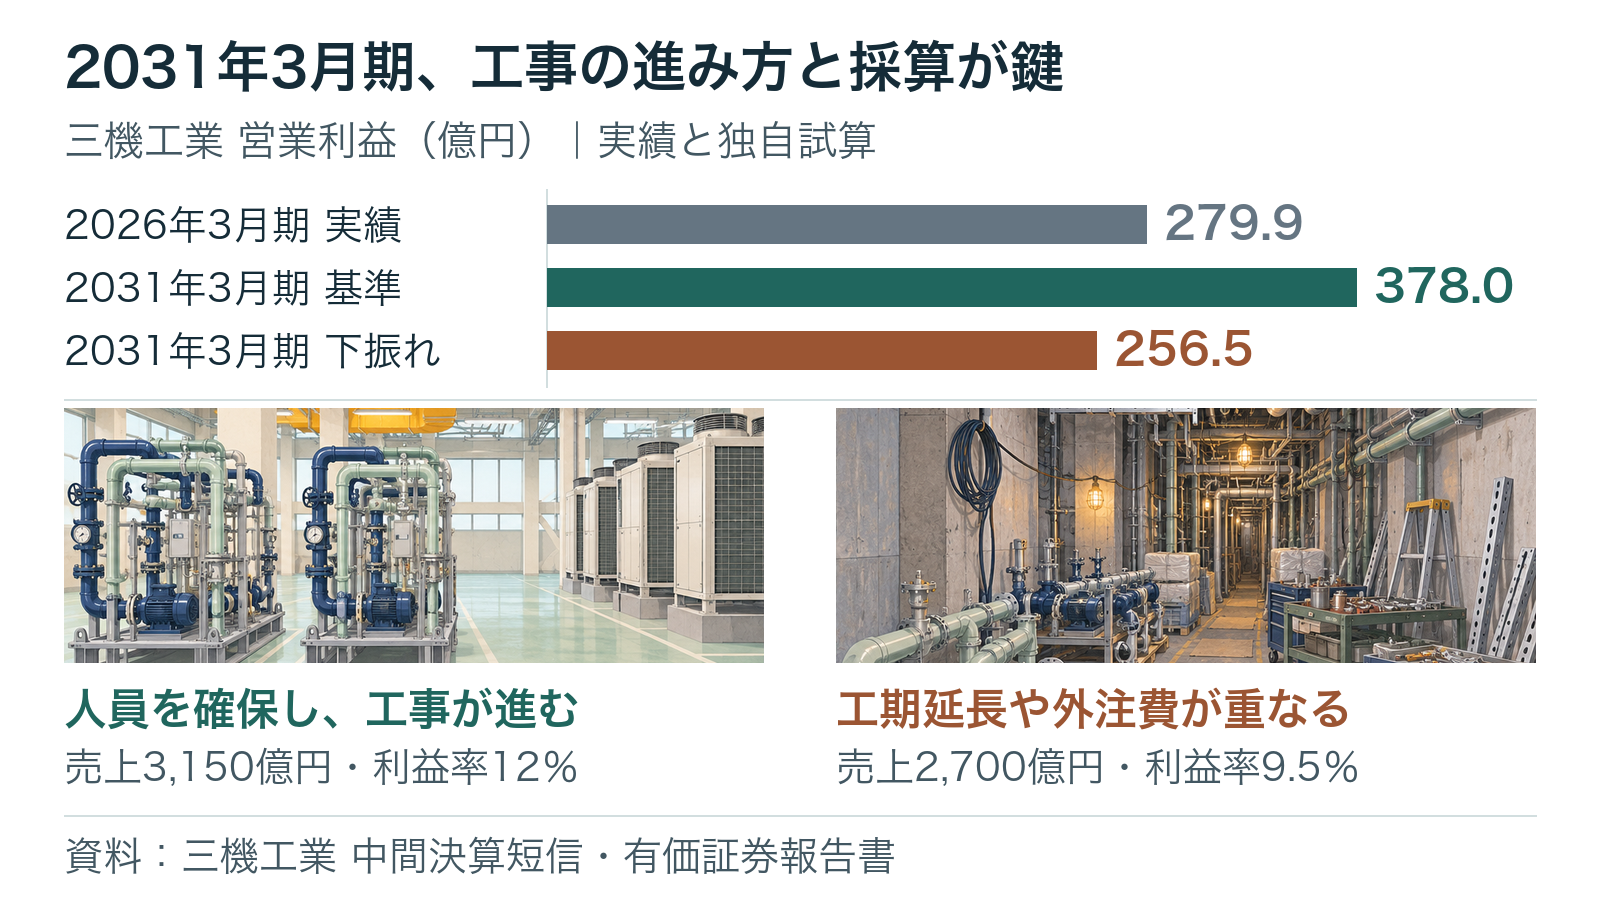 2031年3月期、工事の進み方と採算が鍵
三機工業 営業利益（億円）｜実績と独自試算
2026年3月期 実績 279.9
2031年3月期 基準 378.0
2031年3月期 下振れ 256.5
人員を確保し、工事が進む
売上3,150億円・利益率12%
工期延長や外注費が重なる
売上2,700億円・利益率9.5%
資料：三機工業 中間決算短信・有価証券報告書